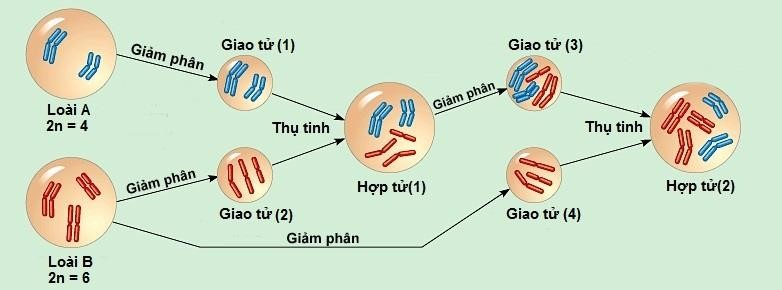 Loài A
2n = 4
Giảm phân
Giao tử (1)
Thụ tinh
Giảm phân
Giao tử (3)
Thụ tinh
Loài B
2n = 6
Giảm phân
Giao tử (2)
Hợp tử(1)
Giảm phân
Giao tử (4)
Hợp tử(2)